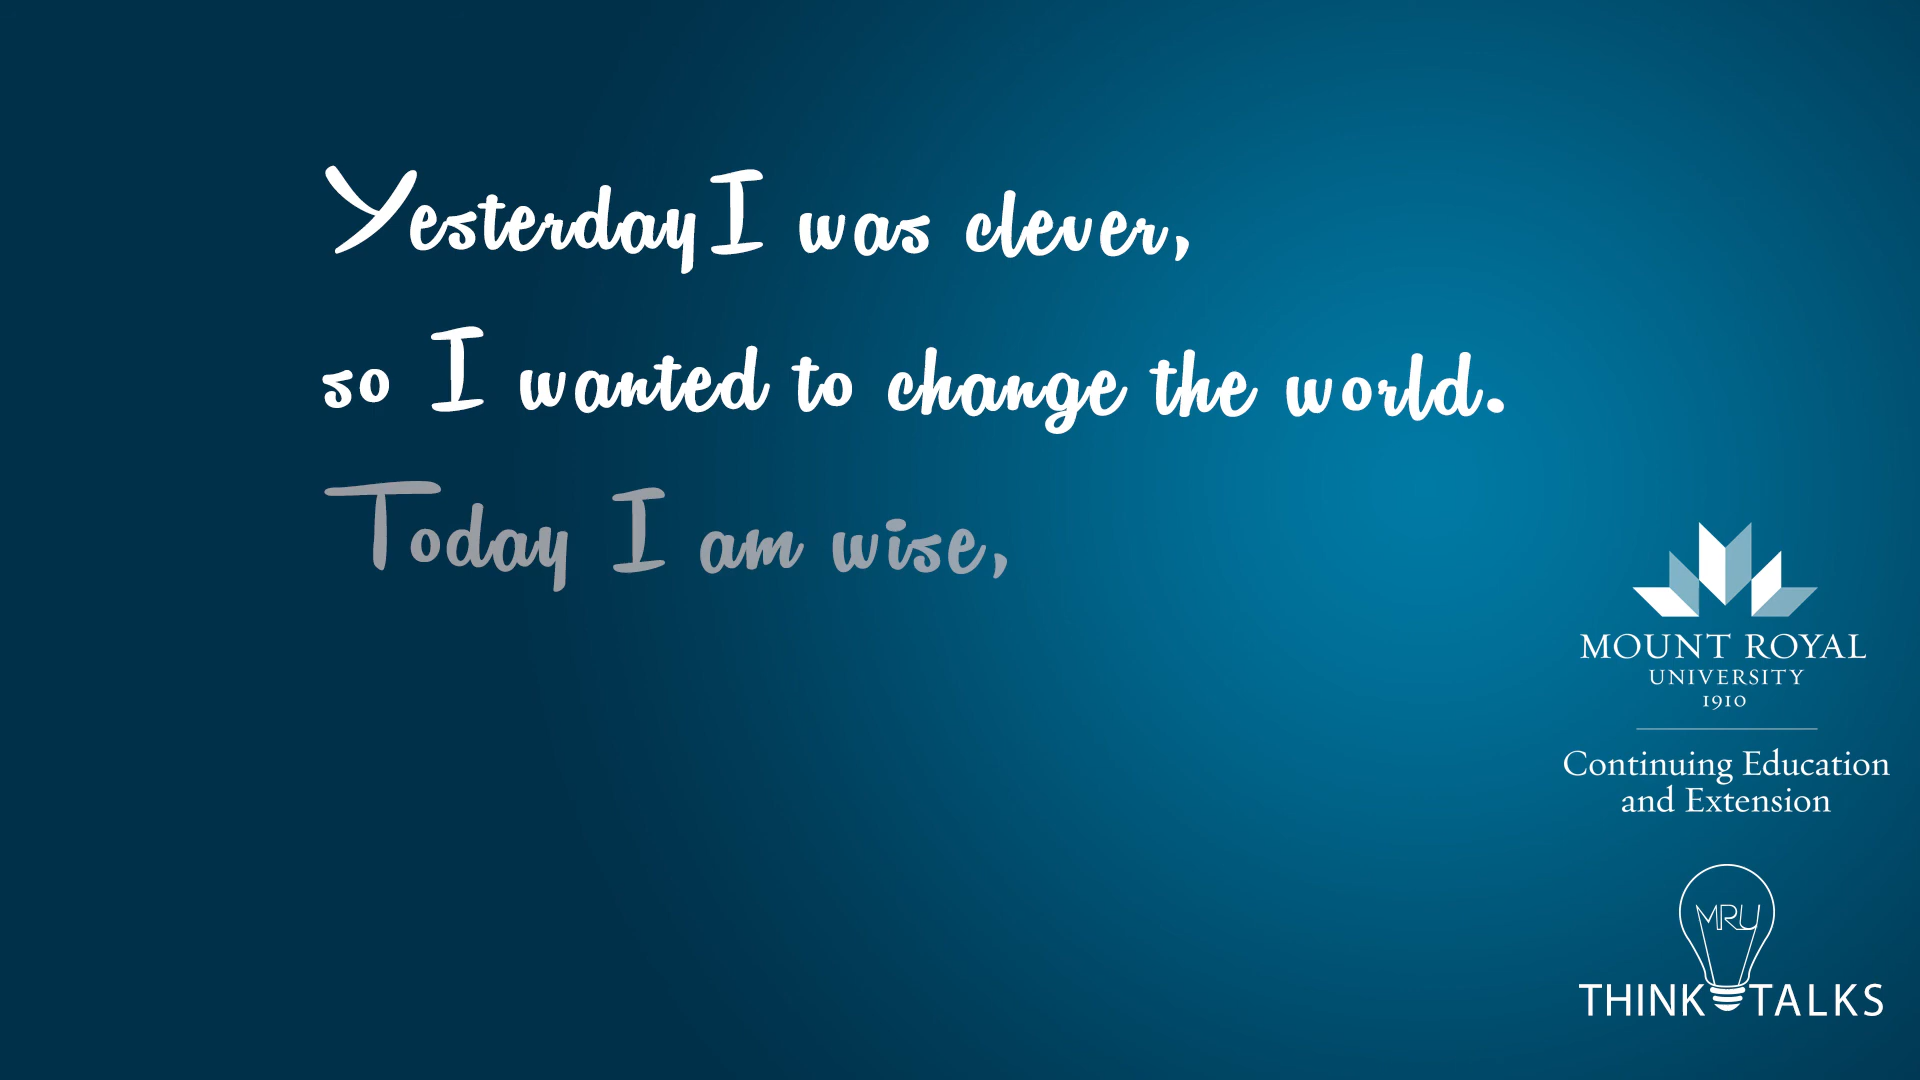 Yesterday I was clever,
so I wanted to change the world.
Today I am wise,
MOUNT ROYAL
UNIVERSITY
1910
Continuing Education
and Extension
MRU
THINK TALKS